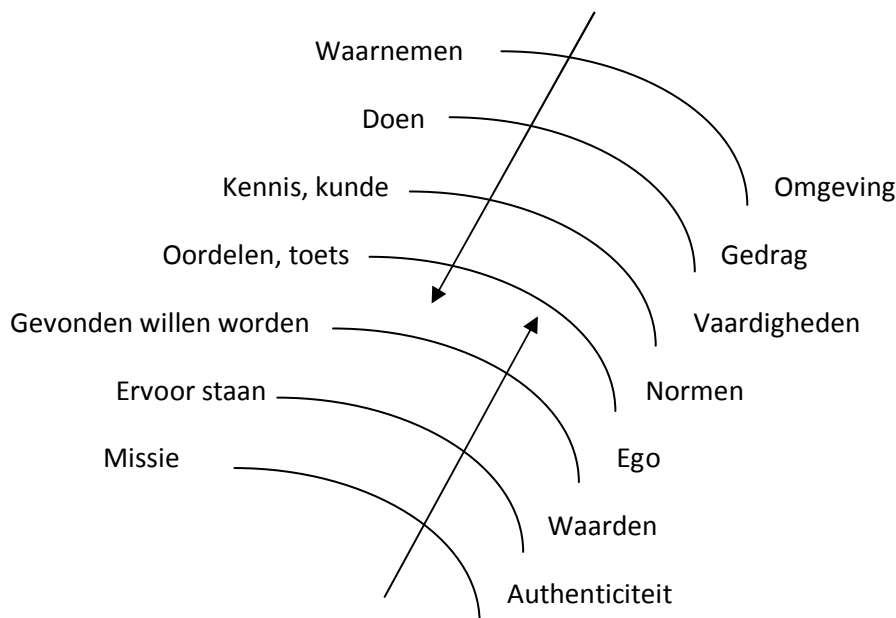 Waarnemen
Doen
Kennis, kunde
Omgeving
Oordelen, toets
Gedrag
Gevonden willen worden
Vaardigheden
Ervoor staan
Normen
Missie
Ego
Waarden
Authenticiteit